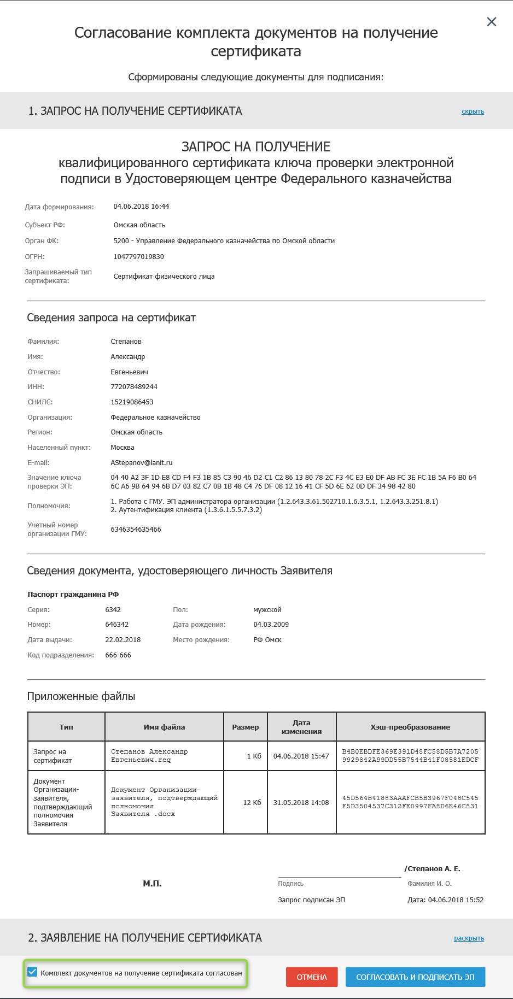 Согласование комплекта документов на получение
сертификата
Сформированы следующие документы для подписания:
1. ЗАПРОС НА ПОЛУЧЕНИЕ СЕРТИФИКАТА скрыть
ЗАПРОС НА ПОЛУЧЕНИЕ
квалифицированного сертификата ключа проверки электронной
подписи в Удостоверяющем центре Федерального казначейства
Дата формирования: 04.06.2018 16:44
Субъект РФ: Омская область
Орган ФК: 5200 - Управление Федерального казначейства по Омской области
ОГРН: 1047797019830
Запрашиваемый тип
сертификата: Сертификат физического лица
Сведения запроса на сертификат
Фамилия: Степанов
Имя: Александр
Отчество: Евгеньевич
ИНН: 772078489244
СНИЛС: 15219086453
Организация: Федеральное казначейство
Регион: Омская область
Населенный пункт: Москва
E-mail: AStepanov@lanit.ru
Значение ключа 04 40 A2 3F 1D E8 CD F4 F3 1B 85 C3 90 46 D2 C1 C2 86 13 80 78 2C F3 4C E3 E0 DF AB FC 3E FC 1B 5A F6 B0 64
проверки ЭП: 6C A6 9B 64 94 6B D7 03 82 C7 0B 1B 48 C4 76 DF 08 12 16 41 CF 5D 6E 62 0D DF 34 98 42 80
Полномочия: 1. Работа с ГМУ. ЭП администратора организации (1.2.643.3.61.502710.1.6.3.5.1, 1.2.643.3.251.8.1)
2. Аутентификация клиента (1.3.6.1.5.5.7.3.2)
Учетный номер
организации ГМУ: 6346354635466
Сведения документа, удостоверяющего личность Заявителя
Паспорт гражданина РФ
Серия: 6342 Пол: мужской
Номер: 646342 Дата рождения: 04.03.2009
Дата выдачи: 22.02.2018 Место рождения: РФ Омск
Код подразделения: 666-666
Приложенные файлы
Тип Имя файла Размер Дата
изменения Хэш-преобразование
Запрос на
сертификат
Степанов Александр
Евгеньевич.req
1 Кб
04.06.2018 15:47
B4B0EBDFE369E391D48FC58D5B7A7205
9929842A99DD55B7544B41F08581EDCF
Документ
Организации-
заявителя,
подтверждающий
полномочия
Заявителя
Документ Организации-
заявителя, подтверждающий
полномочия
Заявителя .docx
12 Кб
31.05.2018 14:08
45D564B41883AAAFCB5B3967F048C545
F5D3504537C312FE0997FA8D6E46C831
/Степанов А. Е.
М.П. Подпись Фамилия И. О.
Запрос подписан ЭП Дата: 04.06.2018 15:52
2. ЗАЯВЛЕНИЕ НА ПОЛУЧЕНИЕ СЕРТИФИКАТА раскрыть
Комплект документов на получение сертификата согласован ОТМЕНА СОГЛАСОВАТЬ И ПОДПИСАТЬ ЭП